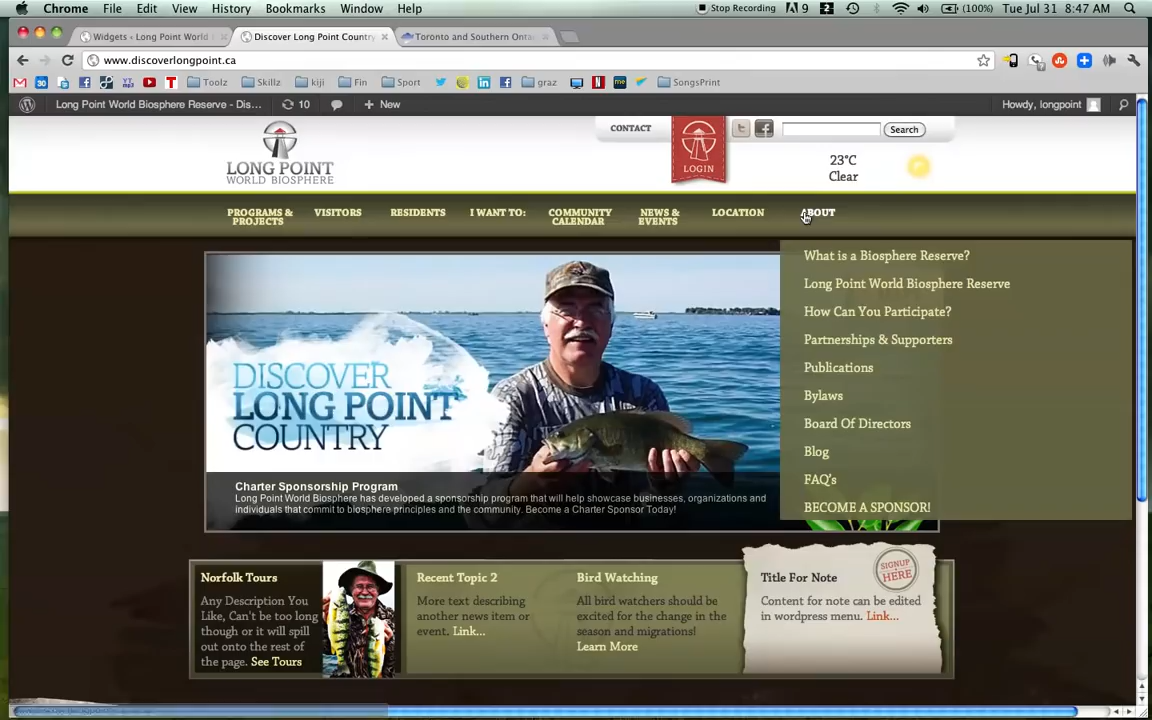 Chrome File Edit View History Bookmarks Window Help Stop Recording 9 2 (100%) Tue Jul 31 8:47 AM
Widgets ‹ Long Point World Discover Long Point Country Toronto and Southern Onta
www.discoverlongpoint.ca
30 Toolz Skillz kiji Fin Sport graz me SongsPrint
Long Point World Biosphere Reserve - Dis... 10 New Howdy, longpoint
CONTACT LOGIN Search
LONG POINT
WORLD BIOSPHERE
23°C
Clear
PROGRAMS & PROJECTS VISITORS RESIDENTS I WANT TO: COMMUNITY CALENDAR NEWS & EVENTS LOCATION ABOUT
What is a Biosphere Reserve?
Long Point World Biosphere Reserve
How Can You Participate?
Partnerships & Supporters
Publications
Bylaws
Board Of Directors
Blog
FAQ's
BECOME A SPONSOR!
DISCOVER
LONG POINT
COUNTRY
Charter Sponsorship Program
Long Point World Biosphere has developed a sponsorship program that will help showcase businesses, organizations and
individuals that commit to biosphere principles and the community. Become a Charter Sponsor Today!
Norfolk Tours
Any Description You
Like, Can't be too long
though or it will spill
out onto the rest of
the page. See Tours
Recent Topic 2
More text describing
another news item or
event. Link...
Bird Watching
All bird watchers should be
excited for the change in the
season and migrations!
Learn More
Title For Note
SIGNUP
HERE
Content for note can be edited
in wordpress menu. Link...